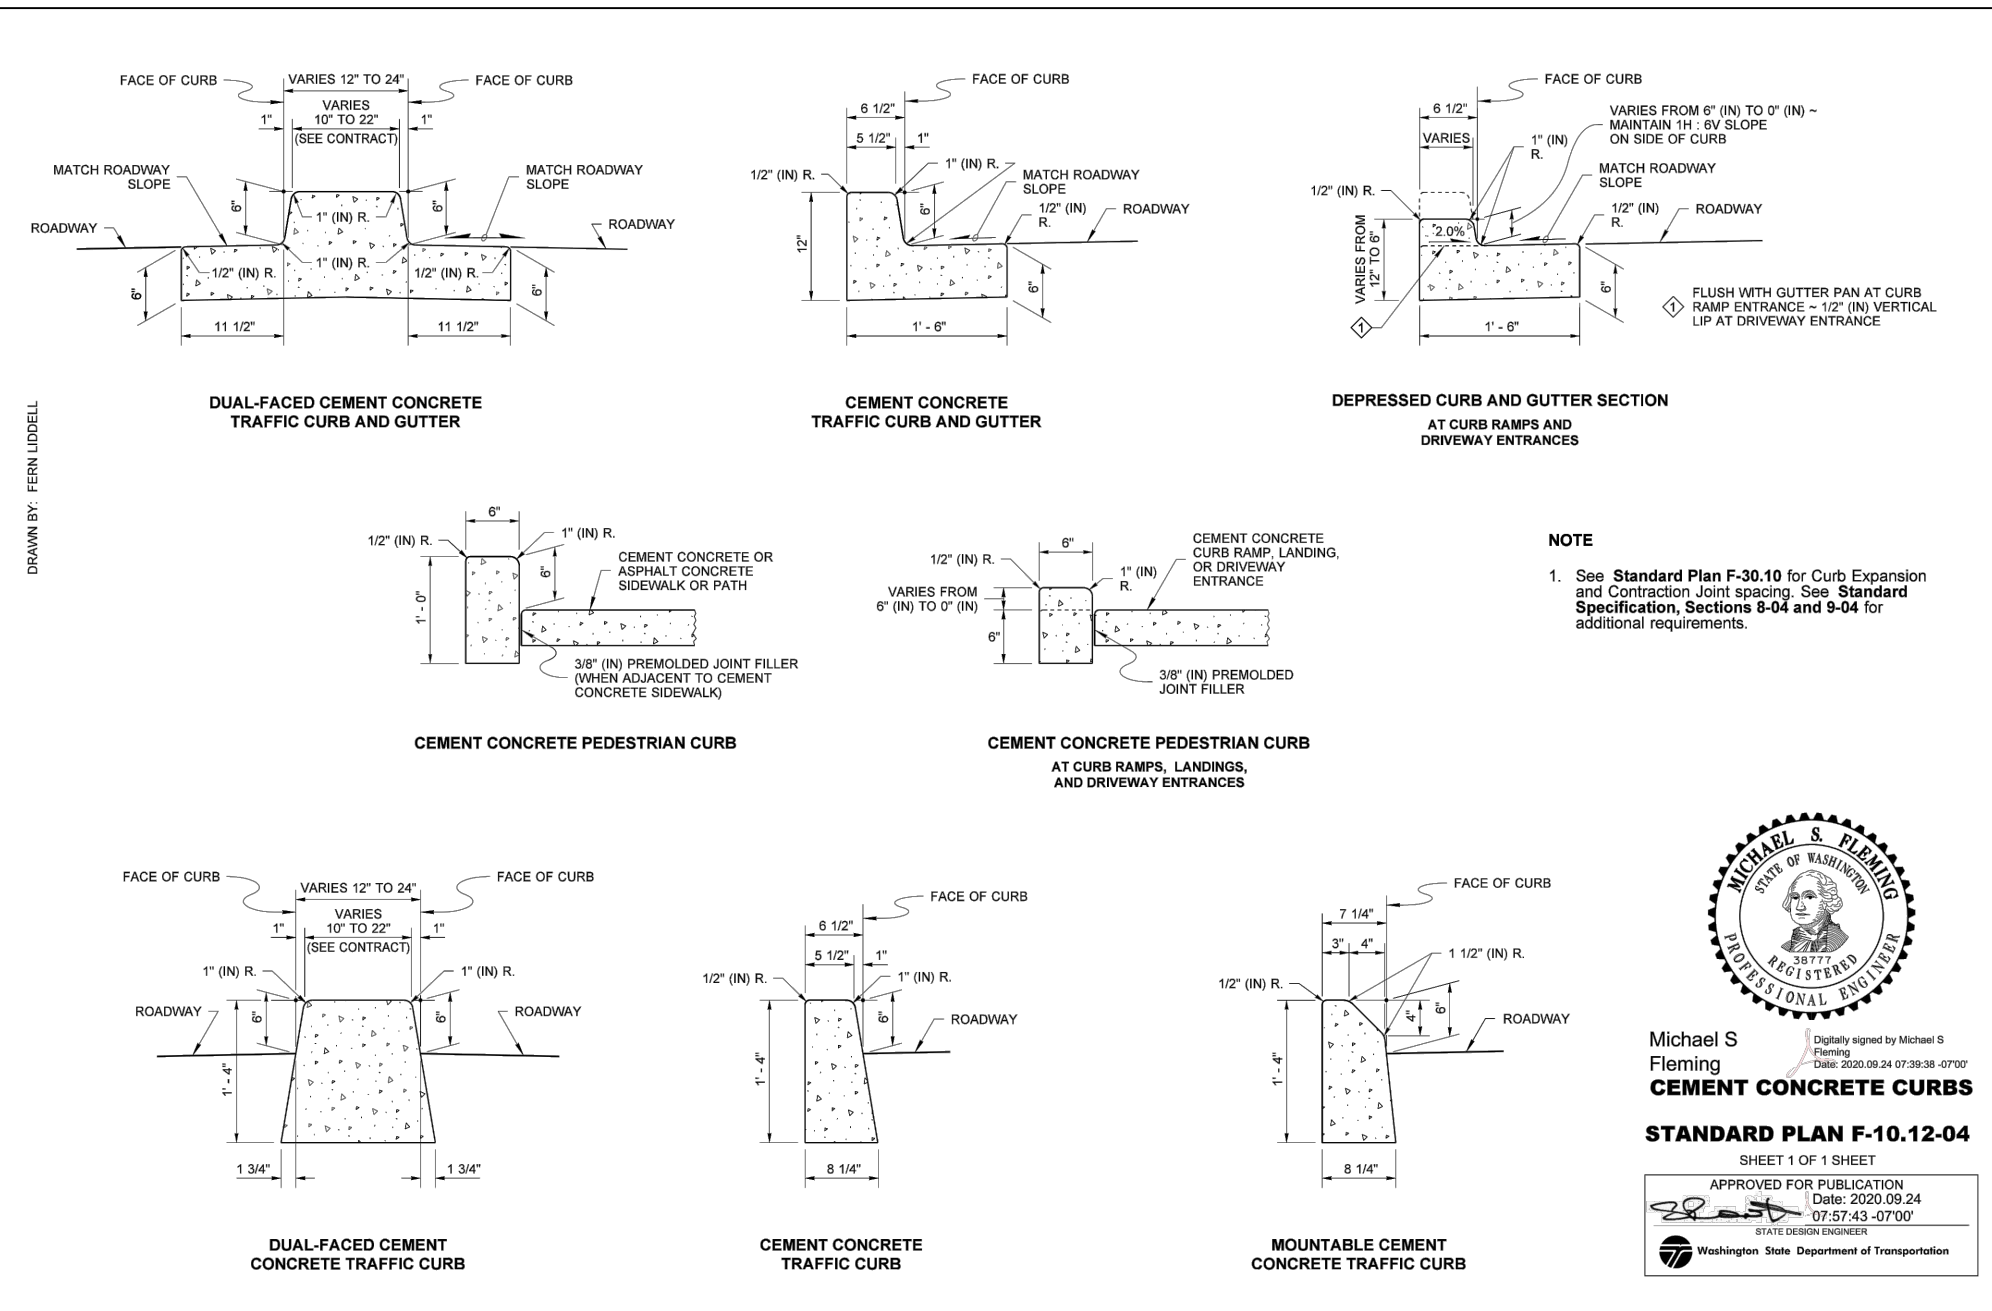 FACE OF CURB
VARIES 12" TO 24"
FACE OF CURB
VARIES
10" TO 22"
(SEE CONTRACT)
1"
1"
MATCH ROADWAY
SLOPE
MATCH ROADWAY
SLOPE
6"
6"
1" (IN) R.
ROADWAY
ROADWAY
1" (IN) R.
1/2" (IN) R.
1/2" (IN) R.
6"
6"
11 1/2"
11 1/2"
DUAL-FACED CEMENT CONCRETE
TRAFFIC CURB AND GUTTER
FACE OF CURB
6 1/2"
5 1/2"
1"
1/2" (IN) R.
1" (IN) R.
MATCH ROADWAY
SLOPE
6"
1/2" (IN)
R.
ROADWAY
12"
6"
1' - 6"
CEMENT CONCRETE
TRAFFIC CURB AND GUTTER
FACE OF CURB
6 1/2"
VARIES
VARIES FROM 6" (IN) TO 0" (IN) ~
MAINTAIN 1H : 6V SLOPE
ON SIDE OF CURB
1" (IN)
R.
MATCH ROADWAY
SLOPE
1/2" (IN) R.
1/2" (IN)
R.
ROADWAY
2.0%
VARIES FROM
12" TO 6"
6"
1
1' - 6"
1
FLUSH WITH GUTTER PAN AT CURB
RAMP ENTRANCE ~ 1/2" (IN) VERTICAL
LIP AT DRIVEWAY ENTRANCE
DEPRESSED CURB AND GUTTER SECTION
AT CURB RAMPS AND
DRIVEWAY ENTRANCES
DRAWN BY: FERN LIDDELL
6"
1/2" (IN) R.
1" (IN) R.
6"
CEMENT CONCRETE OR
ASPHALT CONCRETE
SIDEWALK OR PATH
1' - 0"
3/8" (IN) PREMOLDED JOINT FILLER
(WHEN ADJACENT TO CEMENT
CONCRETE SIDEWALK)
CEMENT CONCRETE PEDESTRIAN CURB
6"
1/2" (IN) R.
1" (IN)
R.
CEMENT CONCRETE
CURB RAMP, LANDING,
OR DRIVEWAY
ENTRANCE
VARIES FROM
6" (IN) TO 0" (IN)
6"
3/8" (IN) PREMOLDED
JOINT FILLER
CEMENT CONCRETE PEDESTRIAN CURB
AT CURB RAMPS, LANDINGS,
AND DRIVEWAY ENTRANCES
NOTE
1. See Standard Plan F-30.10 for Curb Expansion
and Contraction Joint spacing. See Standard
Specification, Sections 8-04 and 9-04 for
additional requirements.
FACE OF CURB
VARIES 12" TO 24"
FACE OF CURB
VARIES
10" TO 22"
(SEE CONTRACT)
1"
1"
1" (IN) R.
1" (IN) R.
ROADWAY
6"
6"
ROADWAY
1' - 4"
1 3/4"
1 3/4"
DUAL-FACED CEMENT
CONCRETE TRAFFIC CURB
FACE OF CURB
6 1/2"
5 1/2"
1"
1/2" (IN) R.
1" (IN) R.
6"
ROADWAY
1' - 4"
8 1/4"
CEMENT CONCRETE
TRAFFIC CURB
FACE OF CURB
7 1/4"
3"
4"
1 1/2" (IN) R.
1/2" (IN) R.
4"
6"
ROADWAY
1' - 4"
8 1/4"
MOUNTABLE CEMENT
CONCRETE TRAFFIC CURB
MICHAEL S. FLEMING
STATE OF WASHINGTON
38777
REGISTERED
PROFESSIONAL ENGINEER
Michael S
Fleming
Digitally signed by Michael S
Fleming
Date: 2020.09.24 07:39:38 -07'00'
CEMENT CONCRETE CURBS
STANDARD PLAN F-10.12-04
SHEET 1 OF 1 SHEET
APPROVED FOR PUBLICATION
Date: 2020.09.24
07:57:43 -07'00'
STATE DESIGN ENGINEER
Washington State Department of Transportation